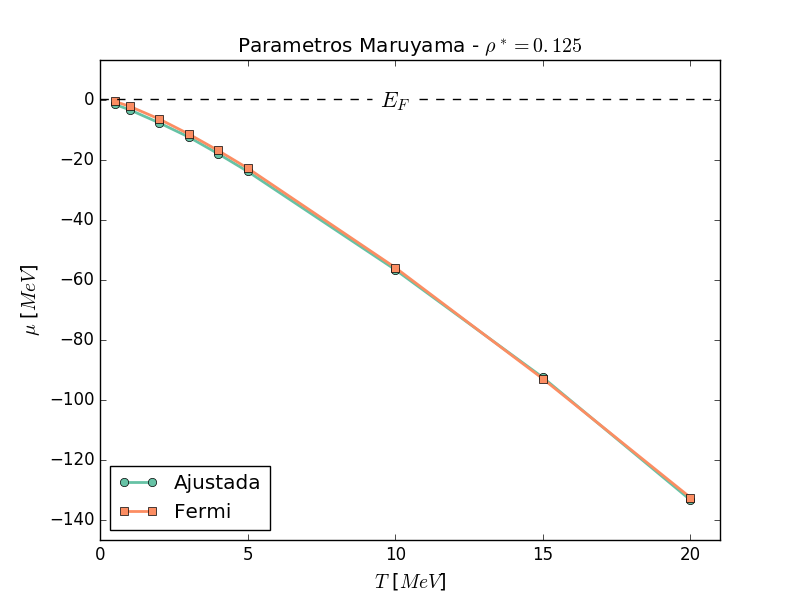 Parametros Maruyama - ρ* = 0.125
μ [MeV]
0
−20
−40
−60
−80
−100
−120
−140
E_F
Ajustada
Fermi
0 5 10 15 20
T [MeV]